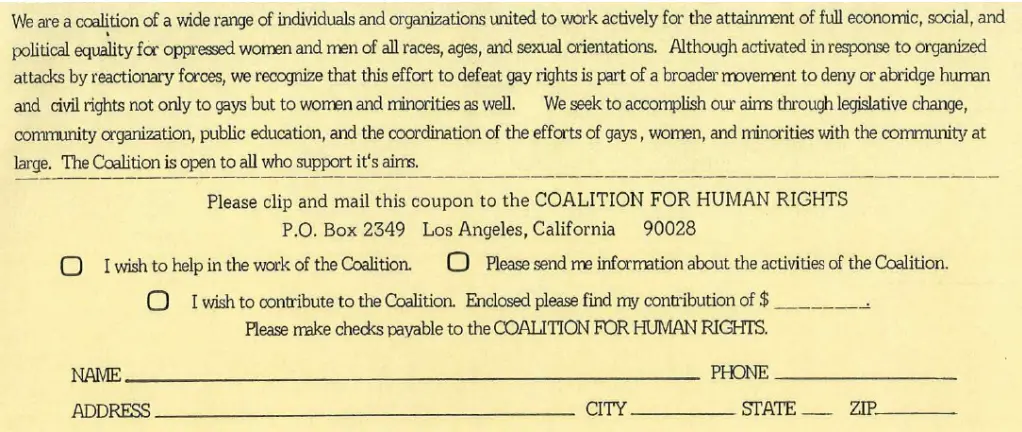 We are a coalition of a wide range of individuals and organizations united to work actively for the attainment of full economic, social, and
political equality for oppressed women and men of all races, ages, and sexual orientations. Although activated in response to organized
attacks by reactionary forces, we recognize that this effort to defeat gay rights is part of a broader movement to deny or abridge human
and civil rights not only to gays but to women and minorities as well. We seek to accomplish our aims through legislative change,
community organization, public education, and the coordination of the efforts of gays, women, and minorities with the community at
large. The Coalition is open to all who support it's aims.
Please clip and mail this coupon to the COALITION FOR HUMAN RIGHTS
P.O. Box 2349 Los Angeles, California 90028
I wish to help in the work of the Coalition. Please send me information about the activities of the Coalition.
I wish to contribute to the Coalition. Enclosed please find my contribution of $ ________.
Please make checks payable to the COALITION FOR HUMAN RIGHTS.
NAME PHONE
ADDRESS CITY STATE ZIP